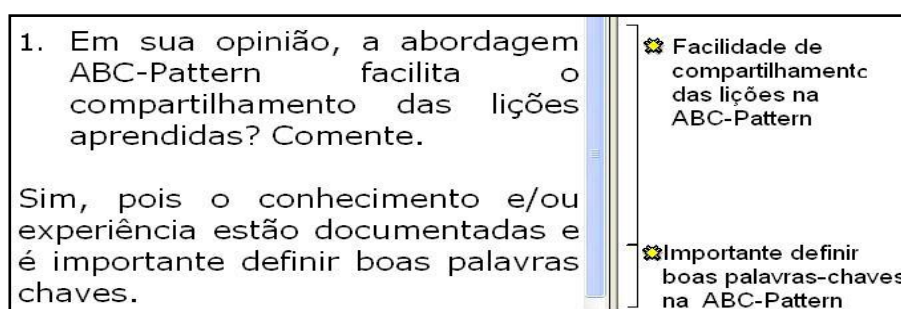 1. Em sua opinião, a abordagem
ABC-Pattern facilita o
compartilhamento das lições
aprendidas? Comente.
Sim, pois o conhecimento e/ou
experiência estão documentadas e
é importante definir boas palavras
chaves.
Facilidade de
compartilhamento
das lições na
ABC-Pattern
Importante definir
boas palavras-chaves
na ABC-Pattern